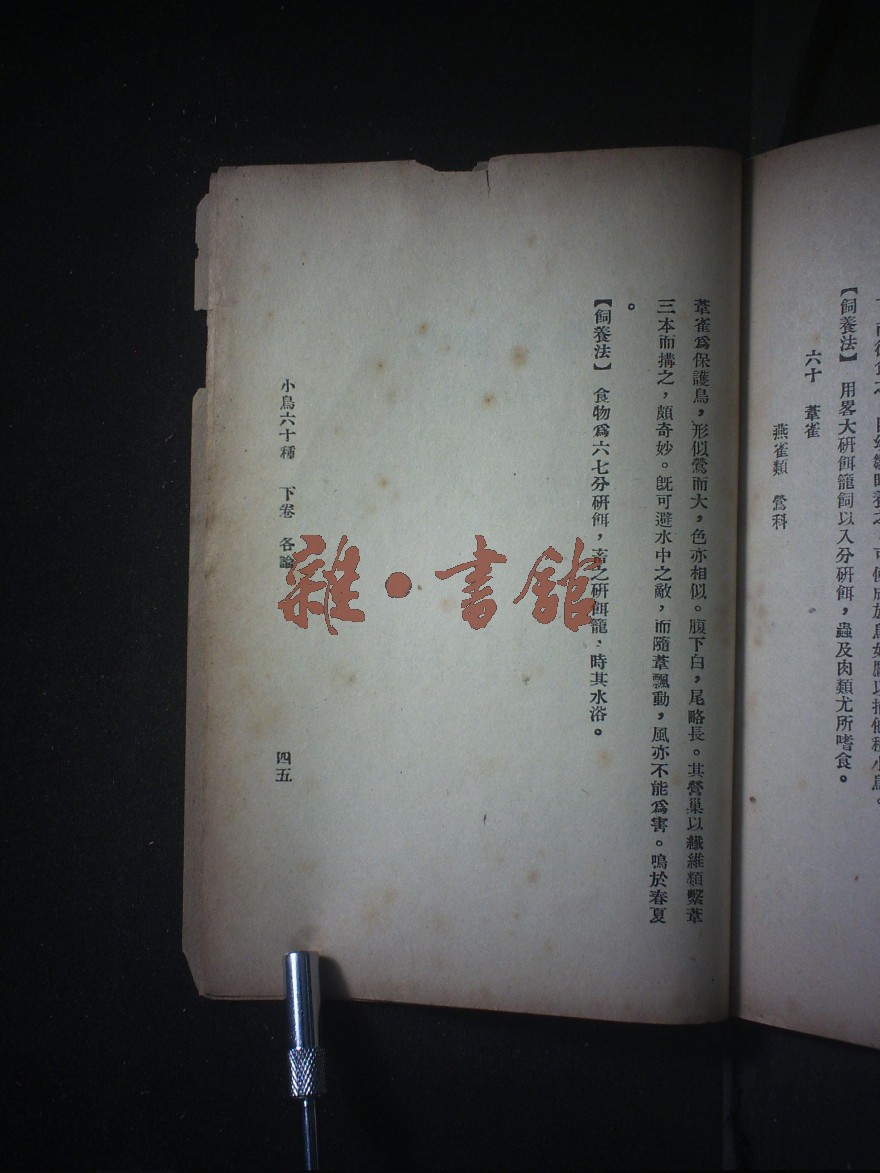 【飼養法】　用畧大研餌籠飼以入分研餌，蟲及肉類尤所嗜食。
六十　葦雀
燕雀類　鶯科
葦雀爲保護鳥，形似鶯而大，色亦相似。腹下白，尾略長。其營巢以纖維類繫葦
三本而搆之，頗奇妙。旣可避水中之敵，而隨葦飄動，風亦不能爲害。鳴於春夏
。
【飼養法】　食物爲六七分研餌，畜之研餌籠，時其水浴。
小鳥六十種　下卷　各論
四五
雜·書館